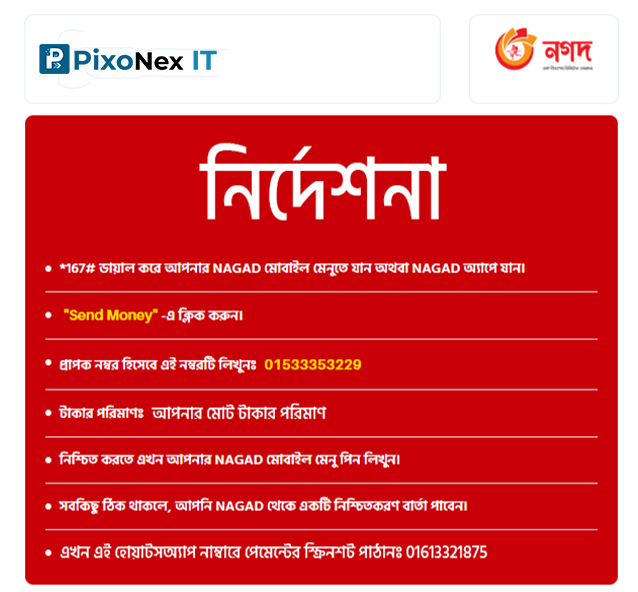 PixoNex IT
নগদ
নির্দেশনা
*167# ডায়াল করে আপনার NAGAD মোবাইল মেনুতে যান অথবা NAGAD অ্যাপে যান।
"Send Money" -এ ক্লিক করুন।
প্রাপক নম্বর হিসেবে এই নম্বরটি লিখুনঃ 01533353229
টাকার পরিমাণঃ আপনার মোট টাকার পরিমাণ
নিশ্চিত করতে এখন আপনার NAGAD মোবাইল মেনু পিন লিখুন।
সবকিছু ঠিক থাকলে, আপনি NAGAD থেকে একটি নিশ্চিতকরণ বার্তা পাবেন।
এখন এই হোয়াটসঅ্যাপ নাম্বারে পেমেন্টের স্ক্রিনশট পাঠানঃ 01613321875